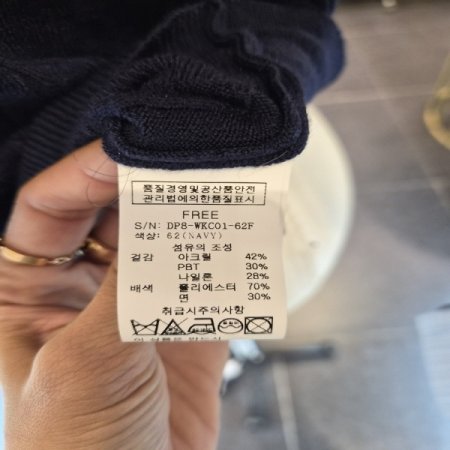 품질경영및공산품안전
관리법에의한품질표시
FREE
S/N: DP8-WKC01-62F
색상: 62(NAVY)
섬유의 조성
겉감 아크릴 42%
PBT 30%
나일론 28%
배색 폴리에스터 70%
면 30%
취급시주의사항